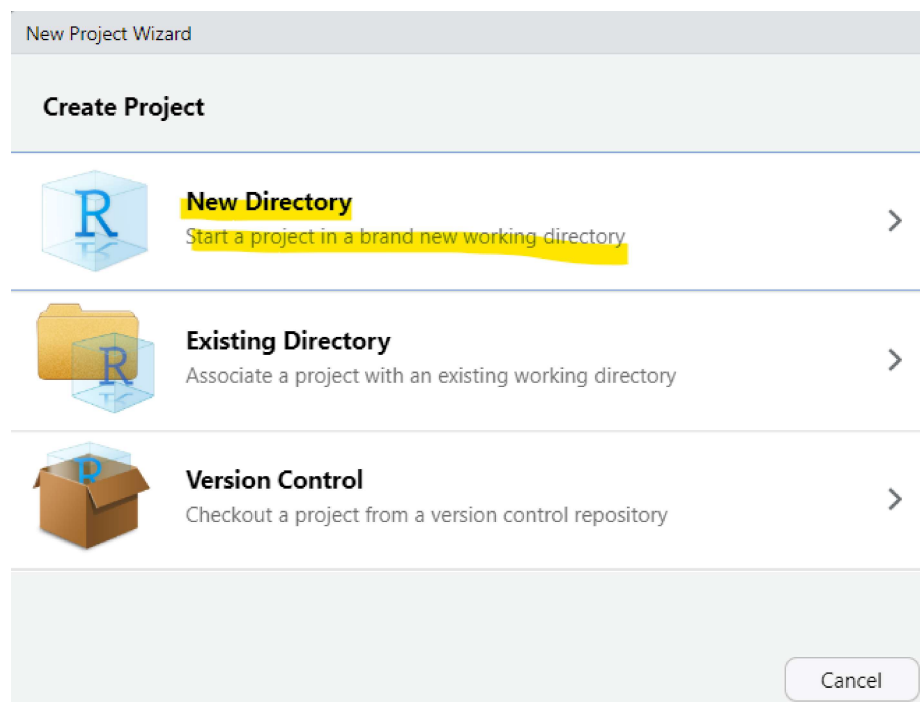 New Project Wizard
Create Project
R
New Directory
Start a project in a brand new working directory
R
Existing Directory
Associate a project with an existing working directory
R
Version Control
Checkout a project from a version control repository
Cancel